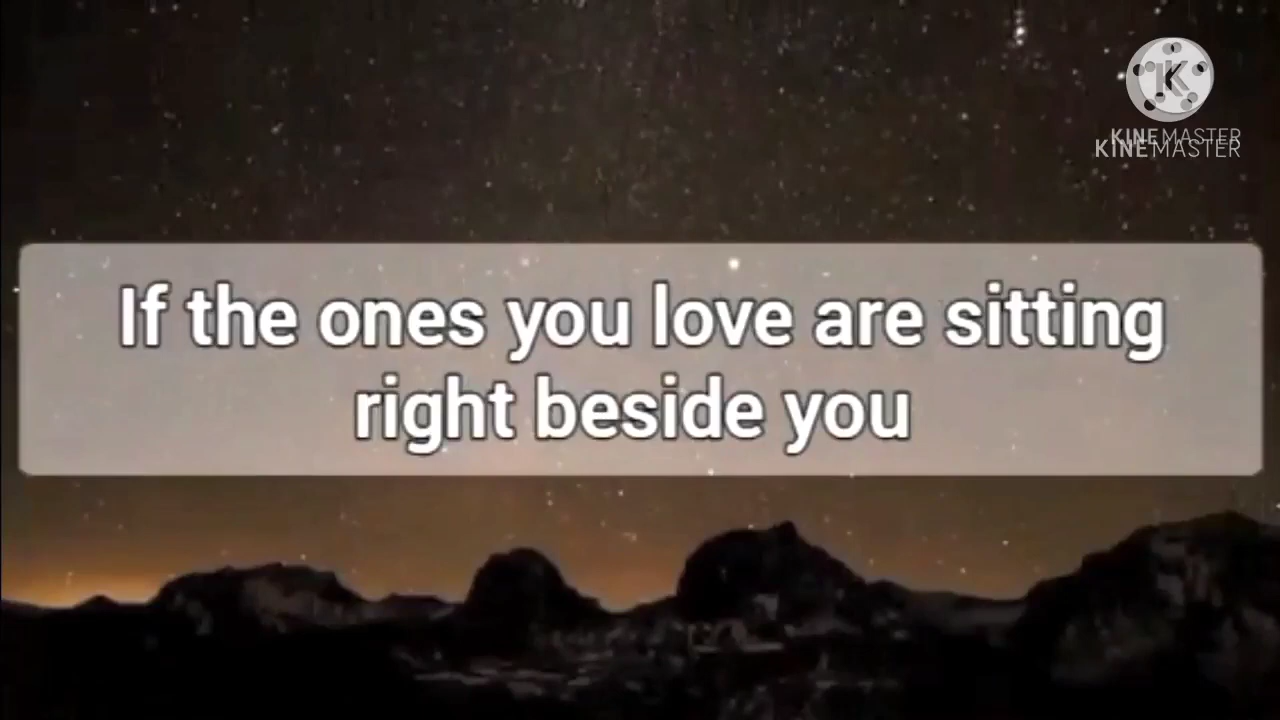 K
KINEMASTER
KINEMASTER
If the ones you love are sitting
right beside you